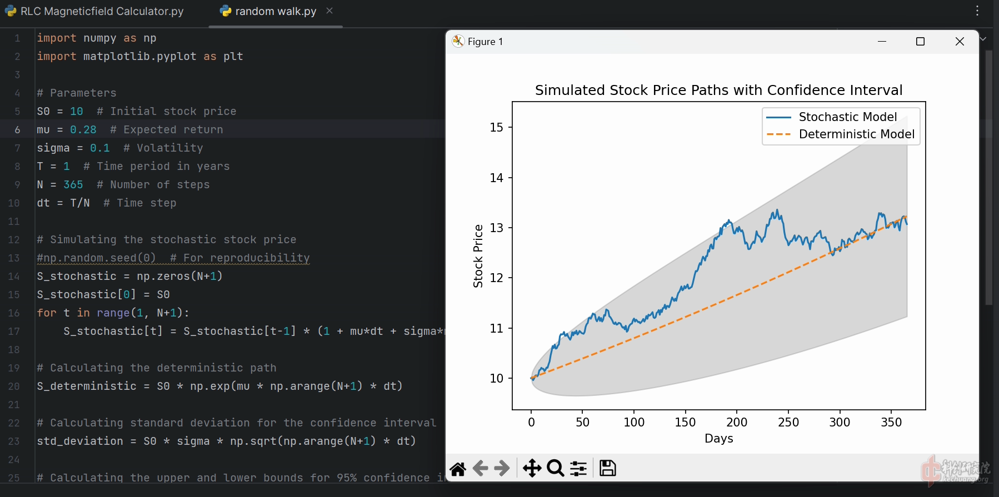 RLC Magneticfield Calculator.py
random walk.py
1 import numpy as np
2 import matplotlib.pyplot as plt
3
4 # Parameters
5 S0 = 10  # Initial stock price
6 mu = 0.28  # Expected return
7 sigma = 0.1  # Volatility
8 T = 1  # Time period in years
9 N = 365  # Number of steps
10 dt = T/N  # Time step
11
12 # Simulating the stochastic stock price
13 #np.random.seed(0)  # For reproducibility
14 S_stochastic = np.zeros(N+1)
15 S_stochastic[0] = S0
16 for t in range(1, N+1):
17     S_stochastic[t] = S_stochastic[t-1] * (1 + mu*dt + sigma*
18
19 # Calculating the deterministic path
20 S_deterministic = S0 * np.exp(mu * np.arange(N+1) * dt)
21
22 # Calculating standard deviation for the confidence interval
23 std_deviation = S0 * sigma * np.sqrt(np.arange(N+1) * dt)
24
25 # Calculating the upper and lower bounds for 95% confidence
Figure 1
Simulated Stock Price Paths with Confidence Interval
Stochastic Model
Deterministic Model
15
14
13
12
11
10
Stock Price
0 50 100 150 200 250 300 350
Days
科创研究院
kechuang.org